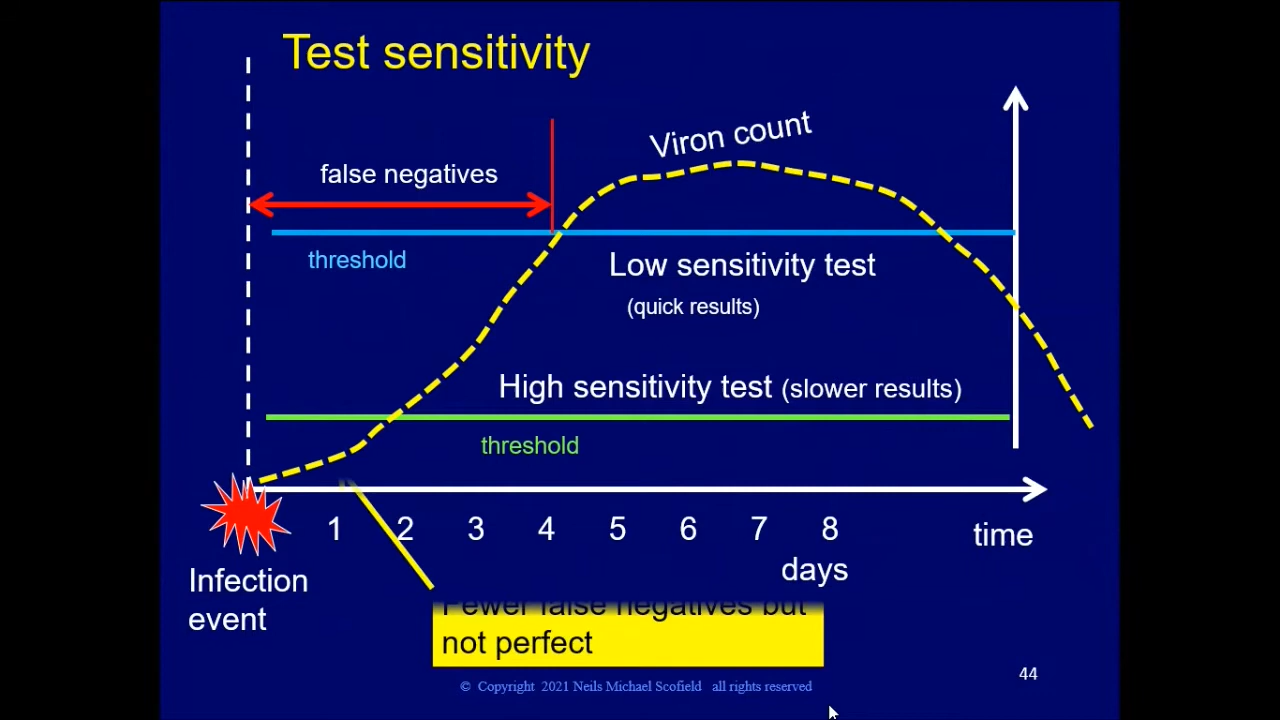 Test sensitivity
Viron count
false negatives
threshold
Low sensitivity test
(quick results)
High sensitivity test (slower results)
threshold
1 2 3 4 5 6 7 8
time
days
Infection
event
Fewer false negatives but
not perfect
44
© Copyright 2021 Neils Michael Scofield all rights reserved